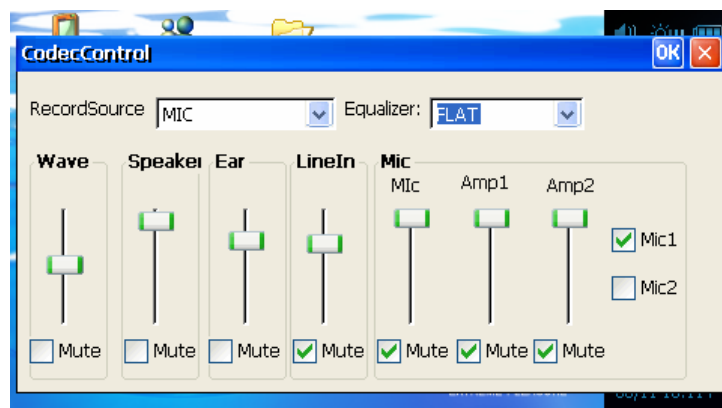 CodecControl OK
RecordSource MIC Equalizer: FLAT
Wave Speaker Ear LineIn Mic
MIc Amp1 Amp2
Mic1
Mic2
Mute Mute Mute Mute Mute Mute Mute